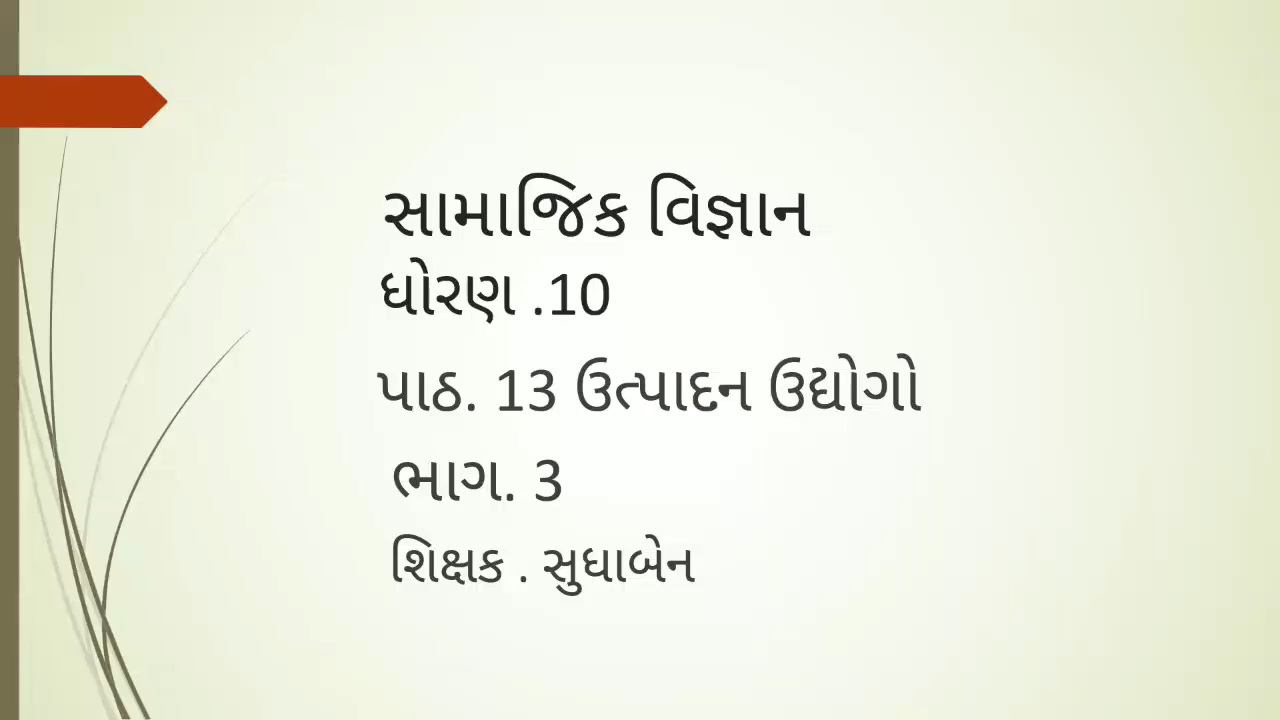 સામાજિક વિજ્ઞાન
ધોરણ .10
પાઠ. 13 ઉત્પાદન ઉદ્યોગો
ભાગ. 3
શિક્ષક . સુધાબેન